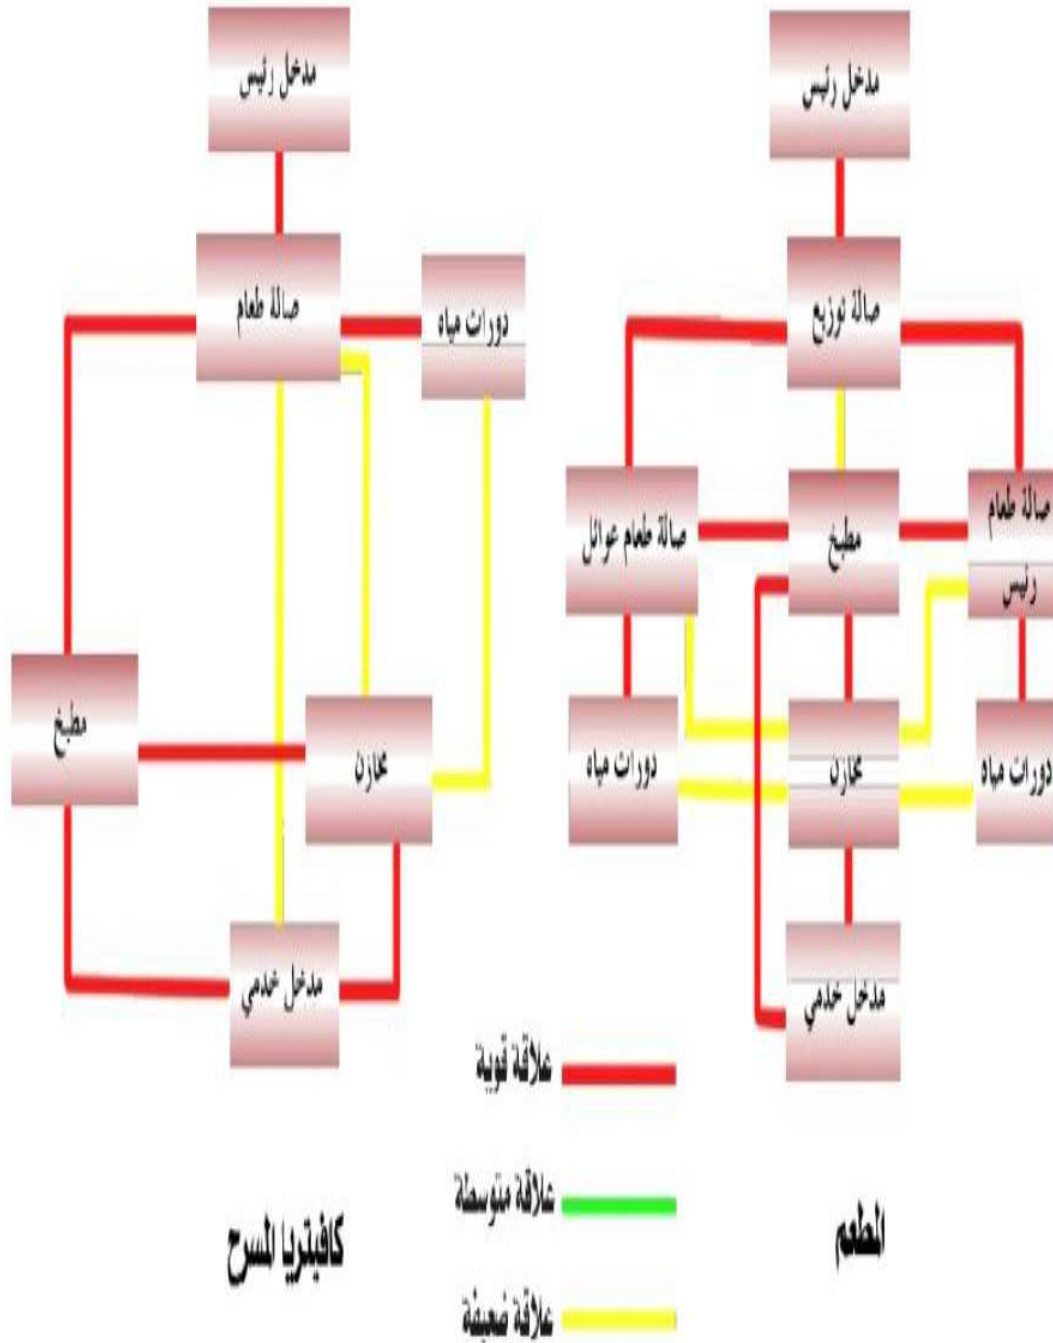 مدخل رئيس
صالة توزيع
صالة طعام
رئيس
مطبخ
صالة طعام عوائل
دورات مياه
مخازن
دورات مياه
مدخل خدمي
المطعم
مدخل رئيس
صالة طعام
دورات مياه
مطبخ
مخازن
مدخل خدمي
كافيتريا المسرح
علاقة قوية
علاقة متوسطة
علاقة ضعيفة